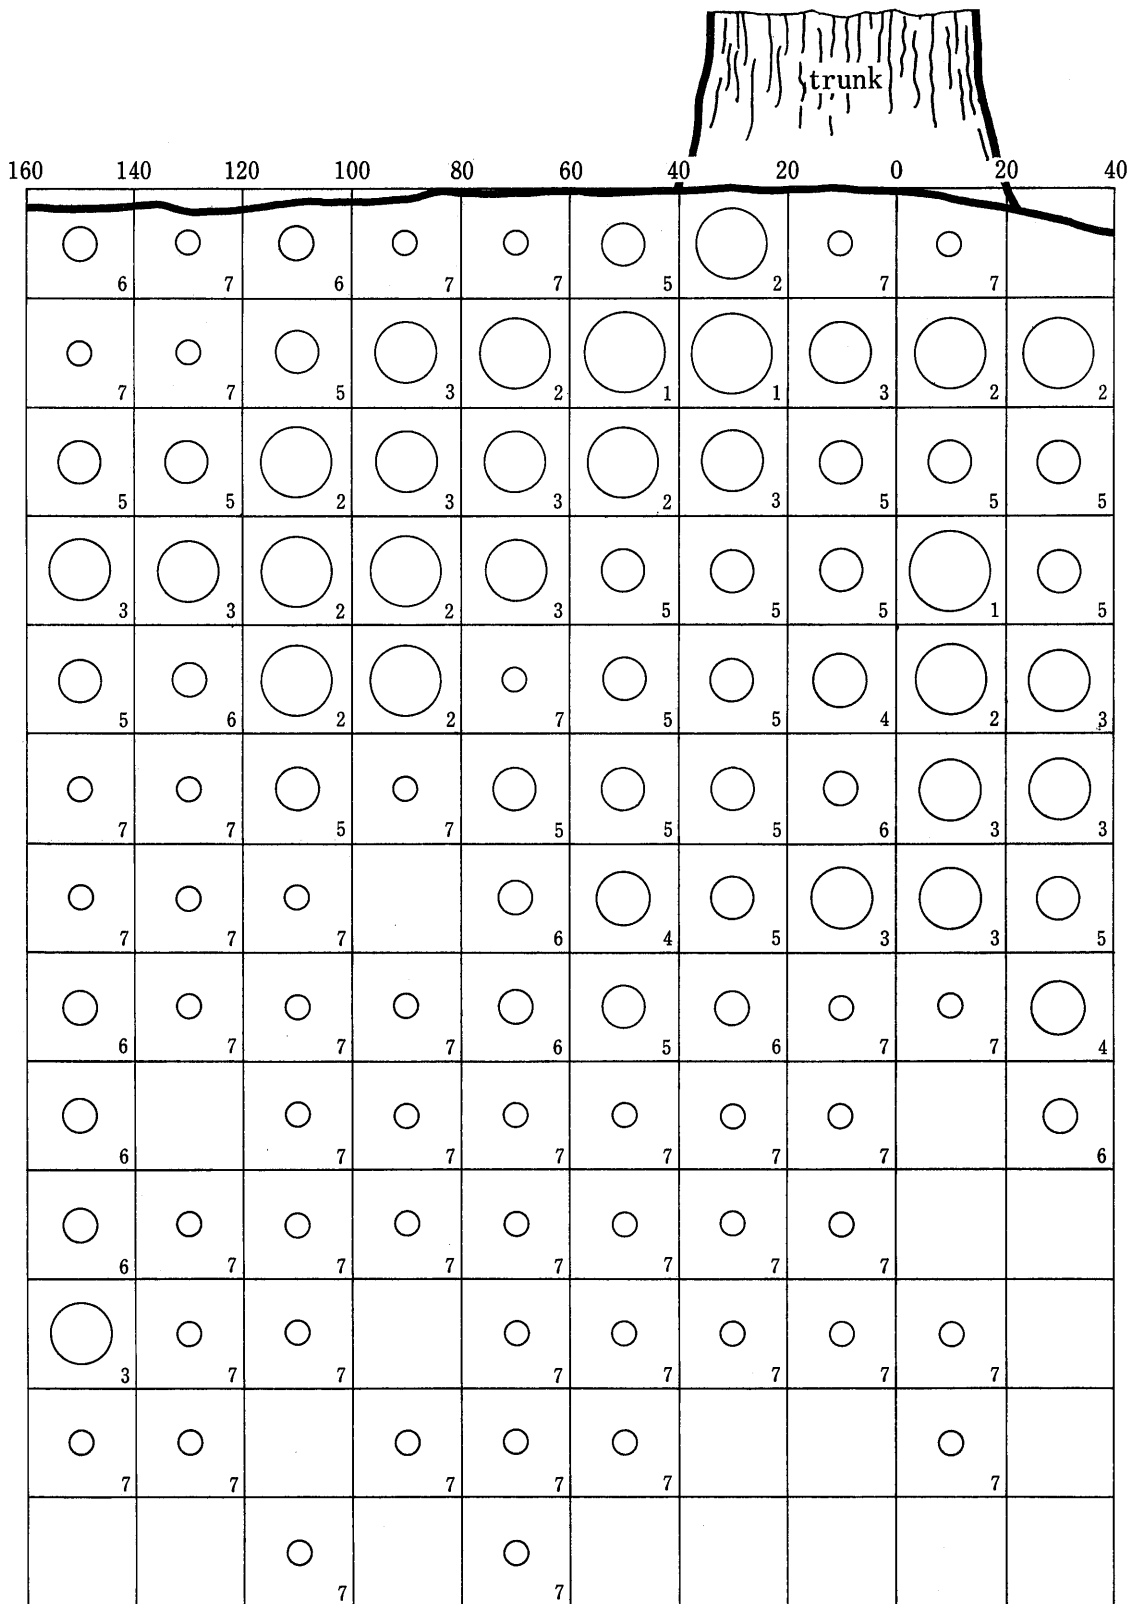 trunk
160 140 120 100 80 60 40 20 0 20 40
6 7 6 7 7 5 2 7 7
7 7 5 3 2 1 1 3 2 2
5 5 2 3 3 2 3 5 5 5
3 3 2 2 3 5 5 5 1 5
5 6 2 2 7 5 5 4 2 3
7 7 5 7 5 5 5 6 3 3
7 7 7 6 4 5 3 3 5
6 7 7 7 6 5 6 7 7 4
6 7 7 7 7 7 7 6
6 7 7 7 7 7 7 7
3 7 7 7 7 7 7 7
7 7 7 7 7 7
7 7